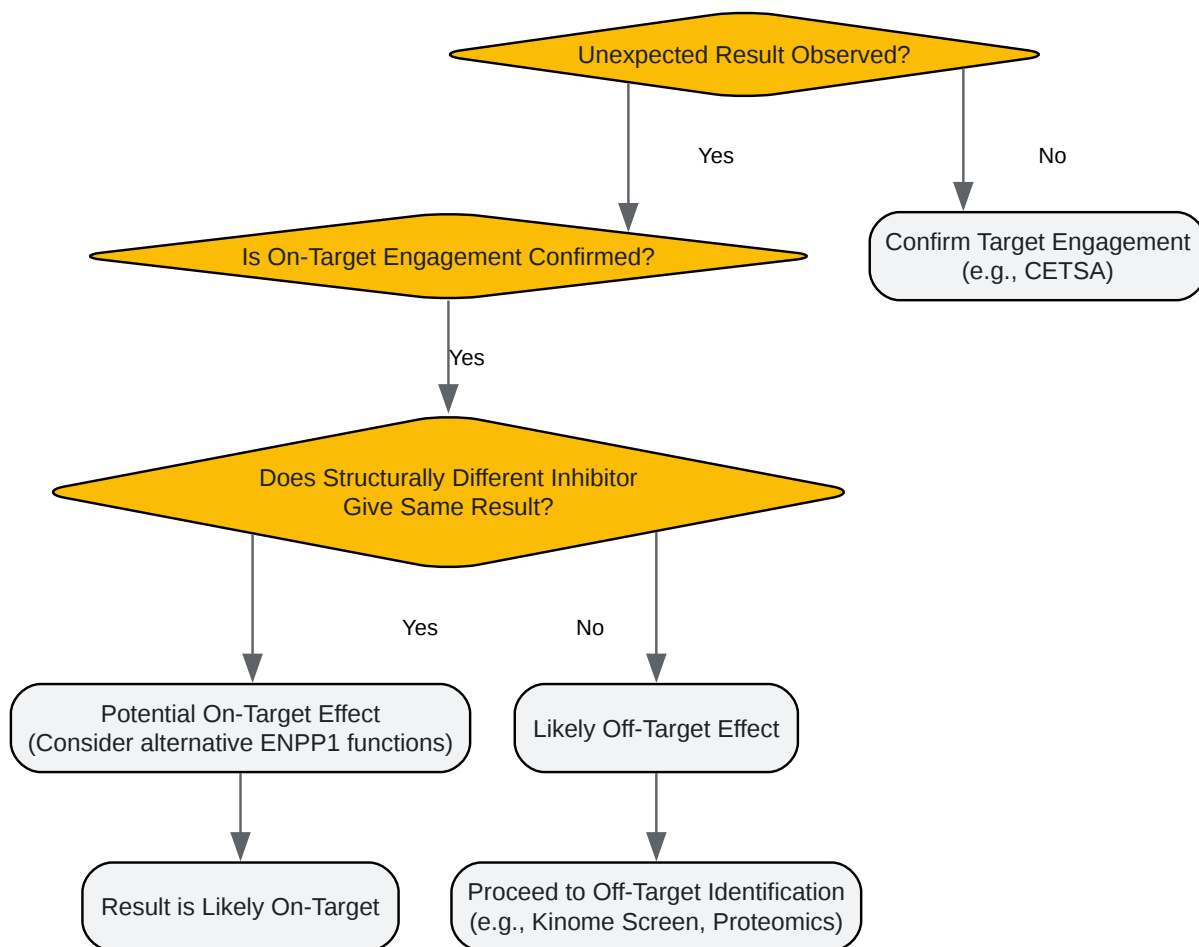 Unexpected Result Observed?
Yes
No
Is On-Target Engagement Confirmed?
Confirm Target Engagement
(e.g., CETSA)
Yes
Does Structurally Different Inhibitor
Give Same Result?
Yes
No
Potential On-Target Effect
(Consider alternative ENPP1 functions)
Likely Off-Target Effect
Result is Likely On-Target
Proceed to Off-Target Identification
(e.g., Kinome Screen, Proteomics)